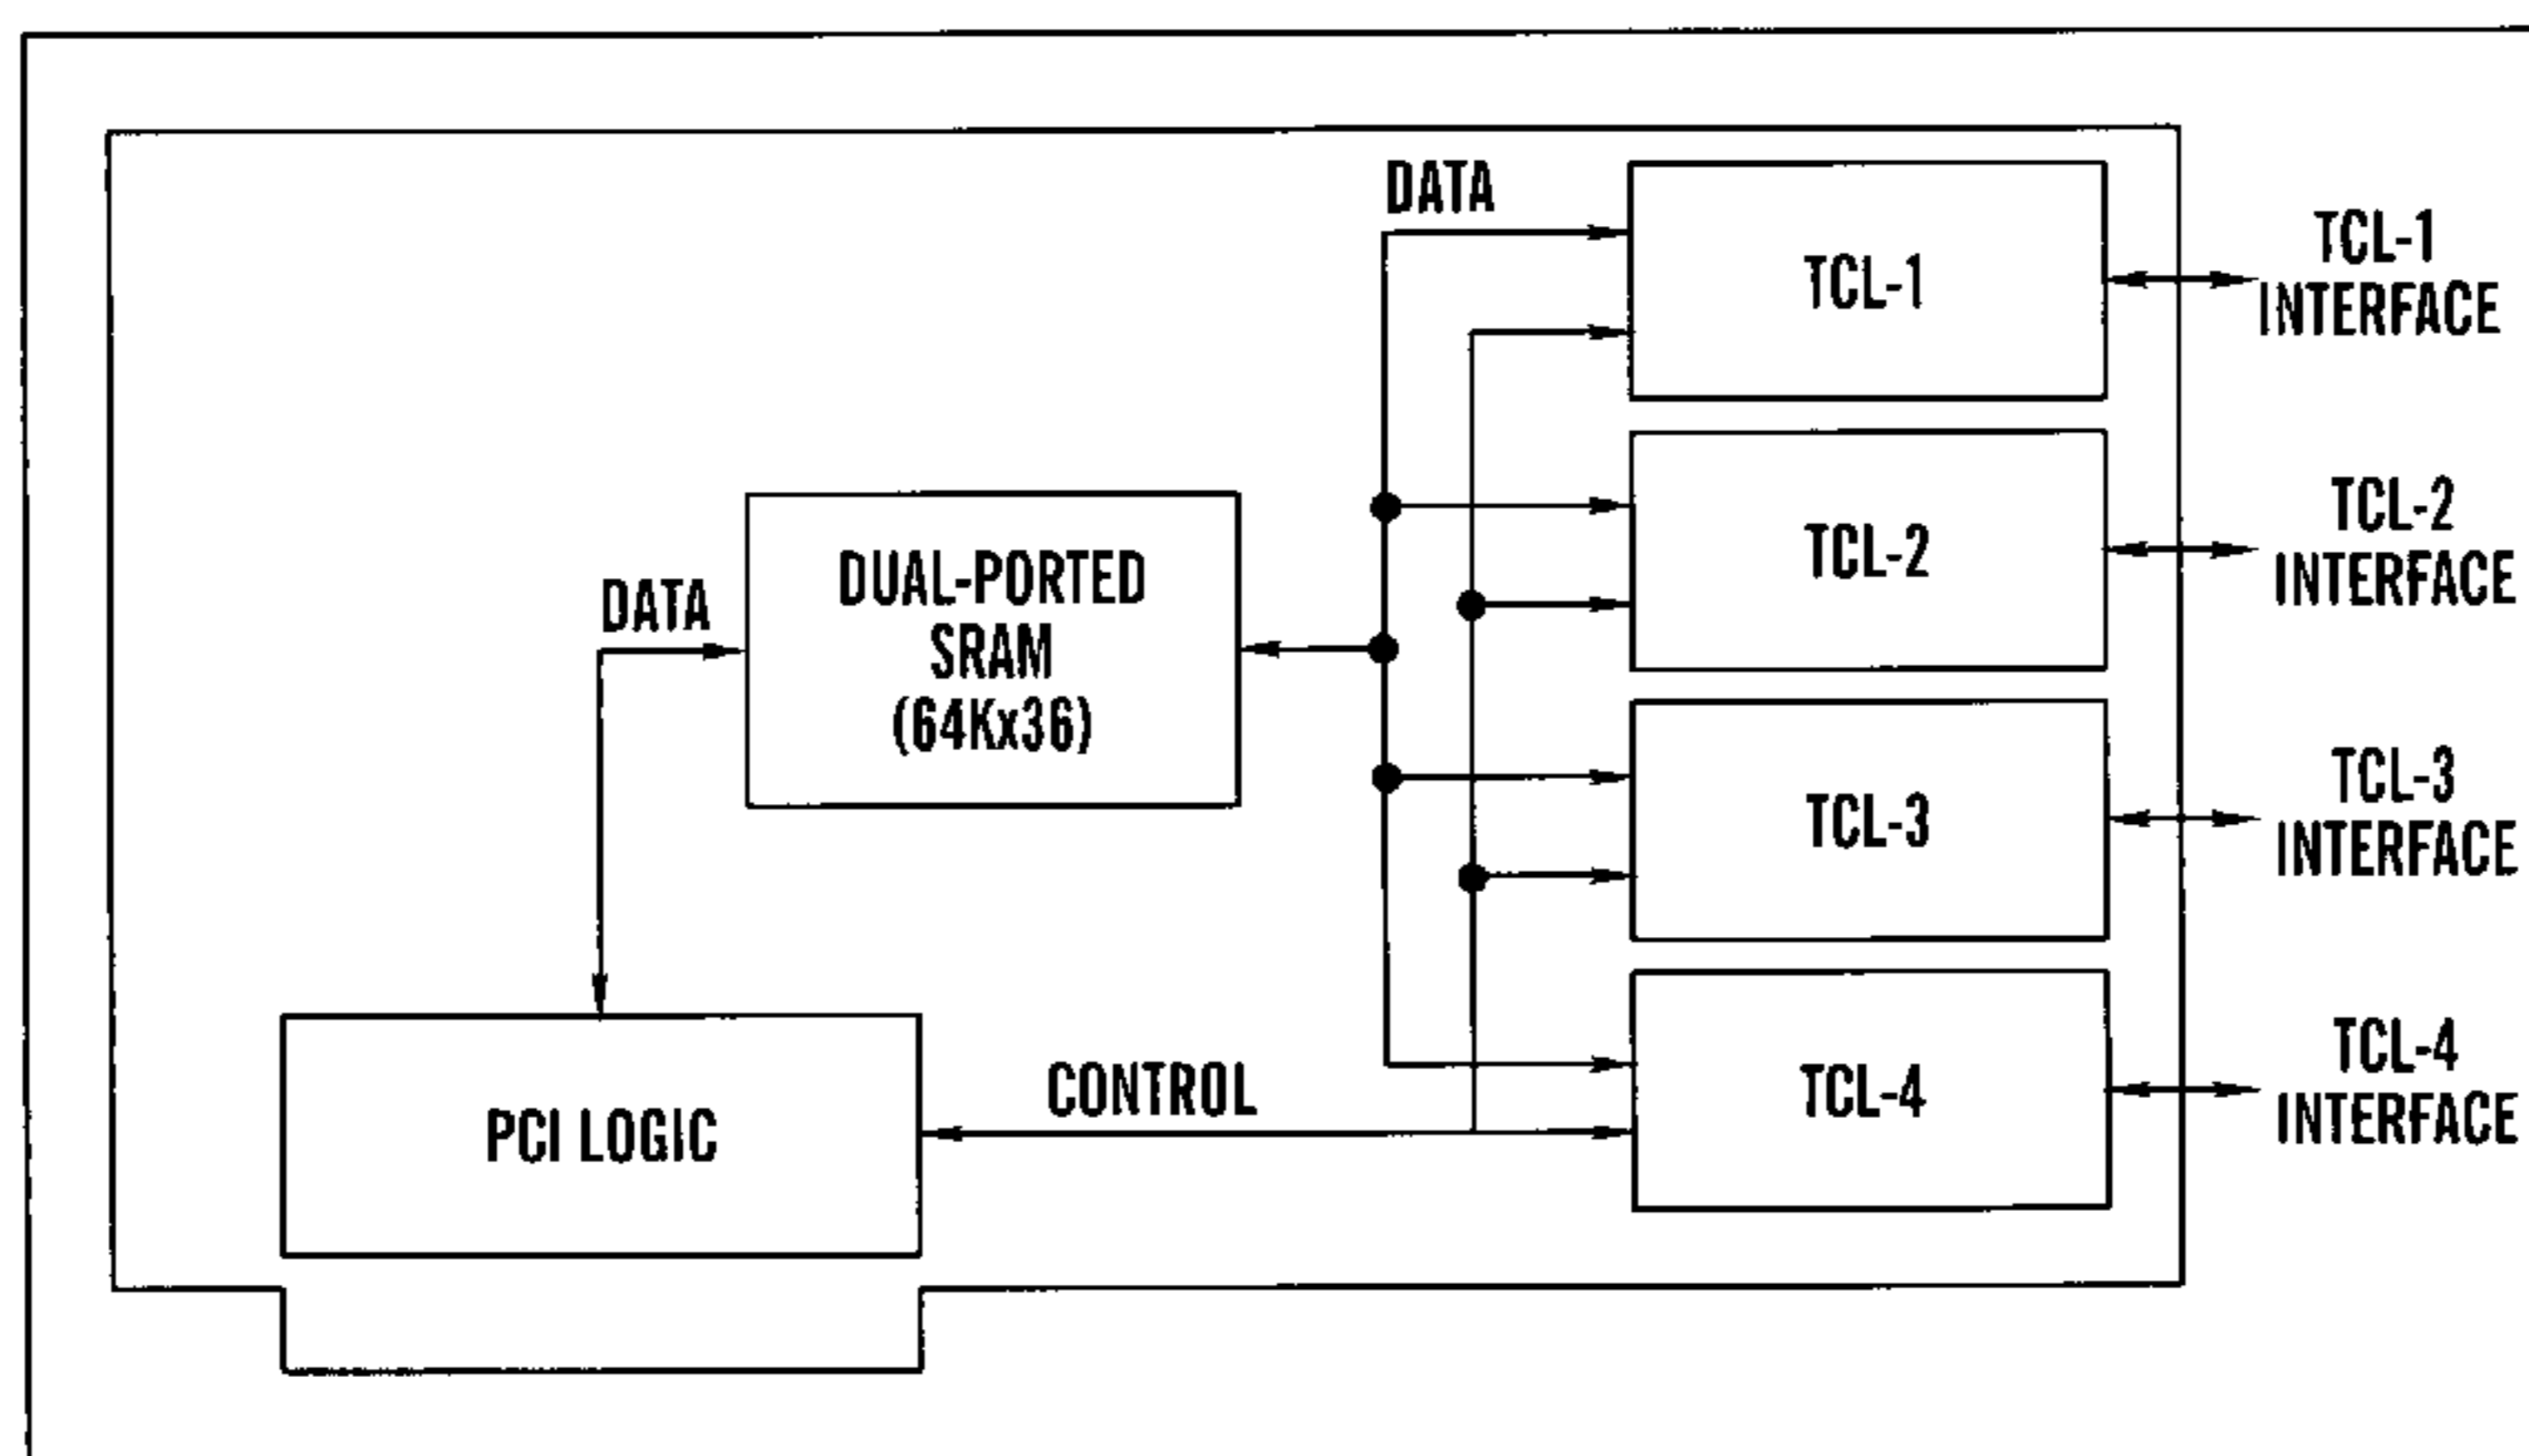 DATA
TCL-1
TCL-1
INTERFACE
TCL-2
TCL-2
INTERFACE
DATA
DUAL-PORTED
SRAM
(64Kx36)
TCL-3
TCL-3
INTERFACE
PCI LOGIC
CONTROL
TCL-4
TCL-4
INTERFACE